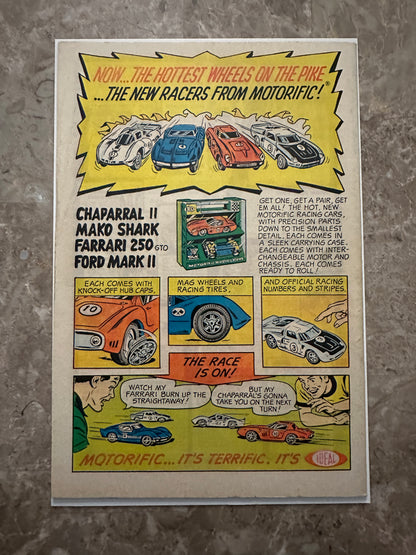 NOW...THE HOTTEST WHEELS ON THE PIKE
...THE NEW RACERS FROM MOTORIFIC!®
CHAPARRAL II
MAKO SHARK
FARRARI 250 GTO
FORD MARK II
GET ONE, GET A PAIR, GET
EM ALL! THE HOT, NEW
MOTORIFIC RACING CARS,
WITH PRECISION PARTS
DOWN TO THE SMALLEST
DETAIL. EACH COMES IN
A SLEEK CARRYING CASE.
EACH COMES WITH INTER-
CHANGEABLE MOTOR AND
CHASSIS. EACH COMES
READY TO ROLL!
EACH COMES WITH
KNOCK-OFF HUB CAPS.
MAG WHEELS AND
RACING TIRES,
AND OFFICIAL RACING
NUMBERS AND STRIPES.
THE RACE
IS ON!
WATCH MY
FARRARI BURN UP THE
STRAIGHTAWAY!
BUT MY
CHAPARRAL'S GONNA
TAKE YOU ON THE NEXT
TURN!
MOTORIFIC...IT'S TERRIFIC. IT'S IDEAL